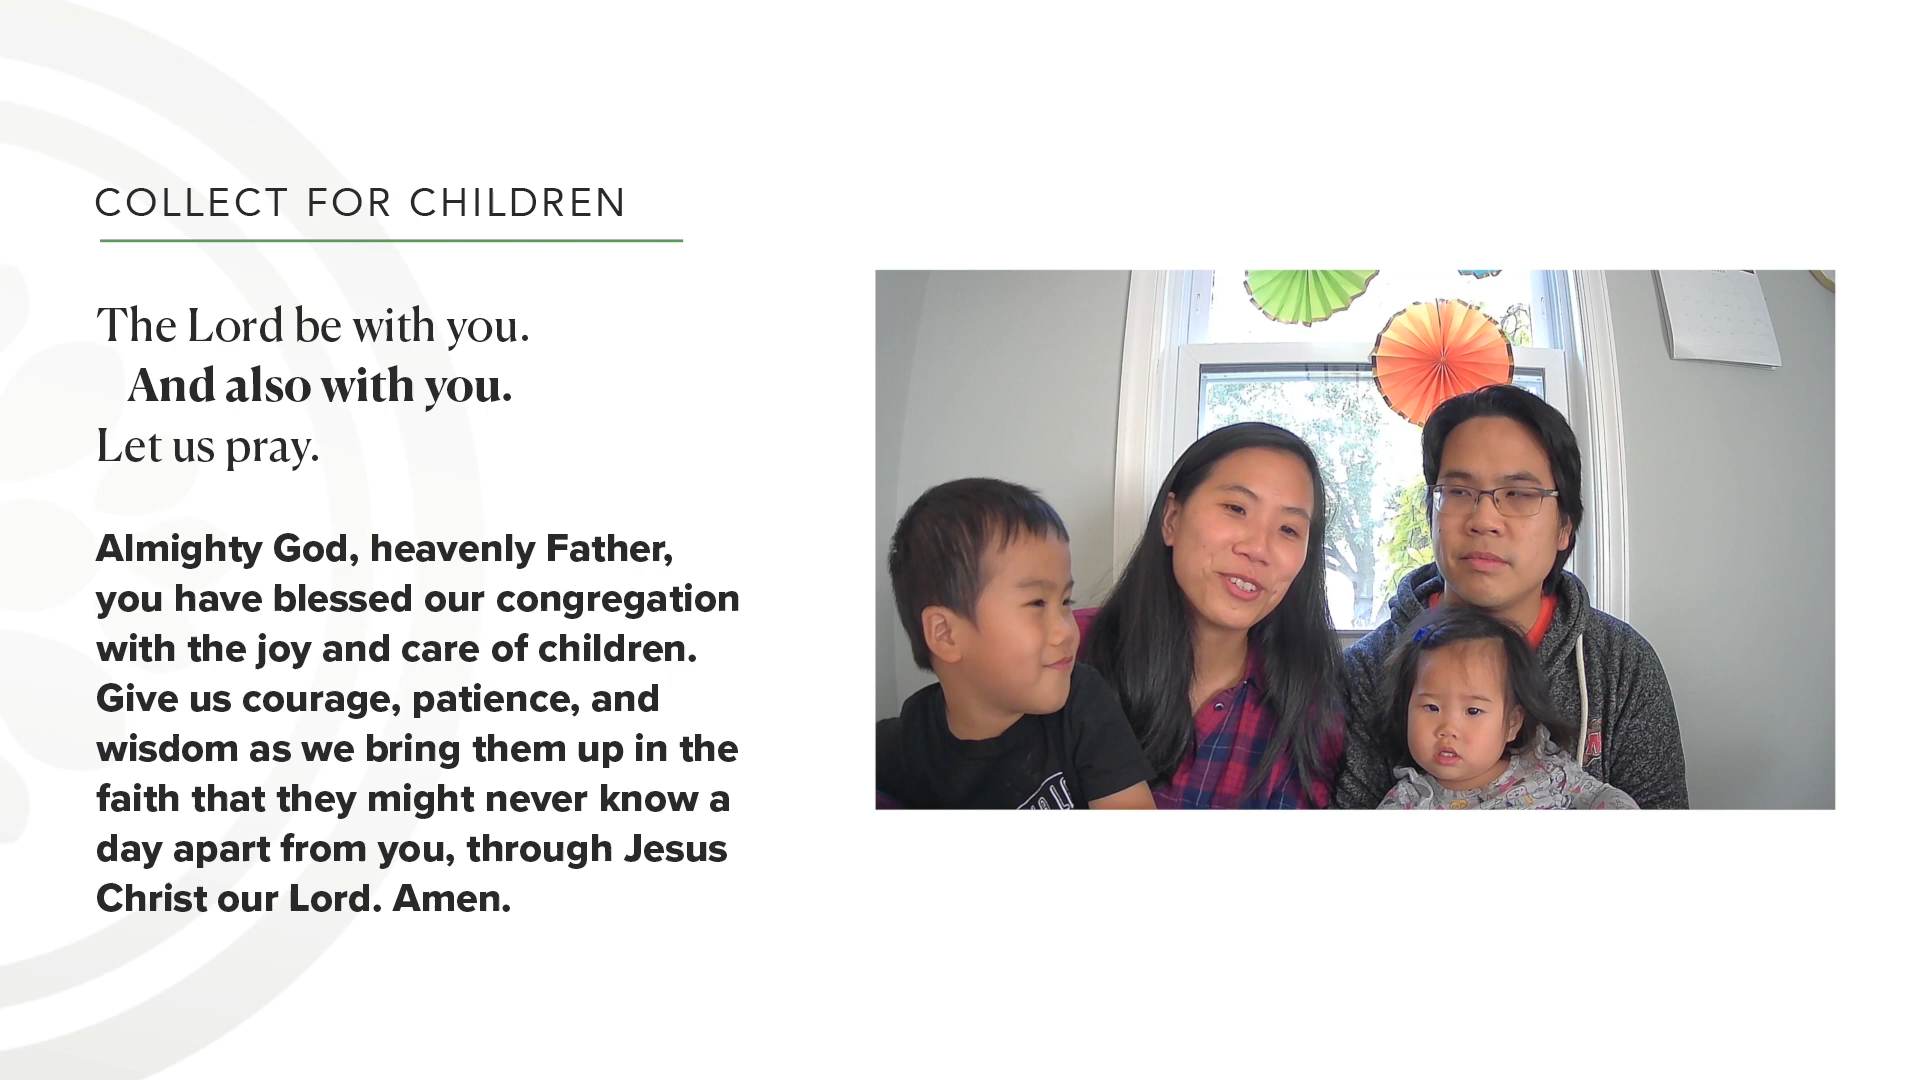 COLLECT FOR CHILDREN
The Lord be with you.
And also with you.
Let us pray.
Almighty God, heavenly Father,
you have blessed our congregation
with the joy and care of children.
Give us courage, patience, and
wisdom as we bring them up in the
faith that they might never know a
day apart from you, through Jesus
Christ our Lord. Amen.